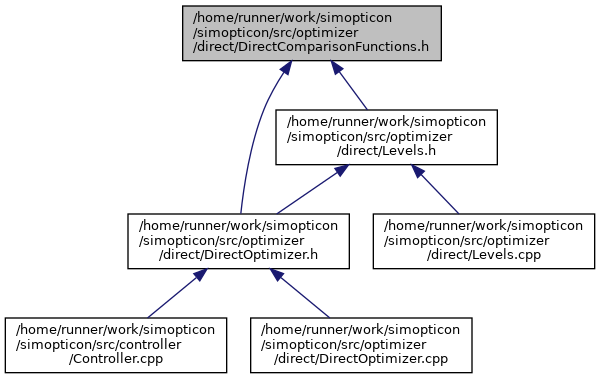 /home/runner/work/simopticon
/simopticon/src/optimizer
/direct/DirectComparisonFunctions.h
/home/runner/work/simopticon
/simopticon/src/optimizer
/direct/Levels.h
/home/runner/work/simopticon
/simopticon/src/optimizer
/direct/DirectOptimizer.h
/home/runner/work/simopticon
/simopticon/src/optimizer
/direct/Levels.cpp
/home/runner/work/simopticon
/simopticon/src/controller
/Controller.cpp
/home/runner/work/simopticon
/simopticon/src/optimizer
/direct/DirectOptimizer.cpp